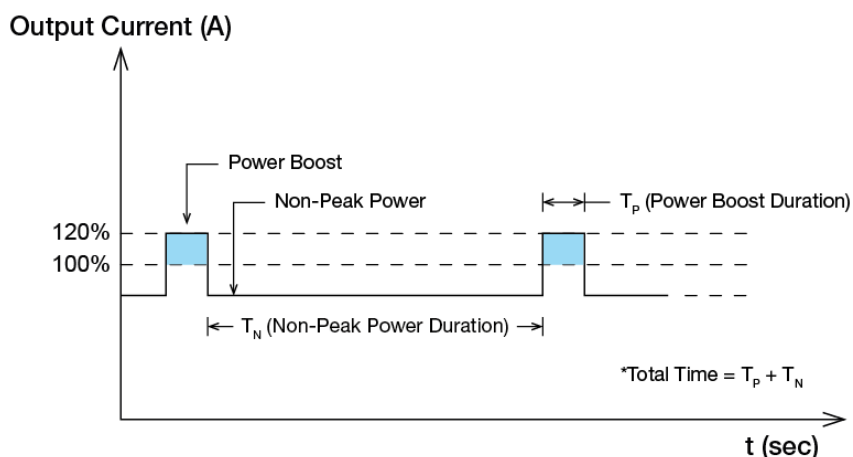 Output Current (A)
Power Boost
Non-Peak Power
T_P (Power Boost Duration)
120%
100%
T_N (Non-Peak Power Duration)
*Total Time = T_P + T_N
t (sec)